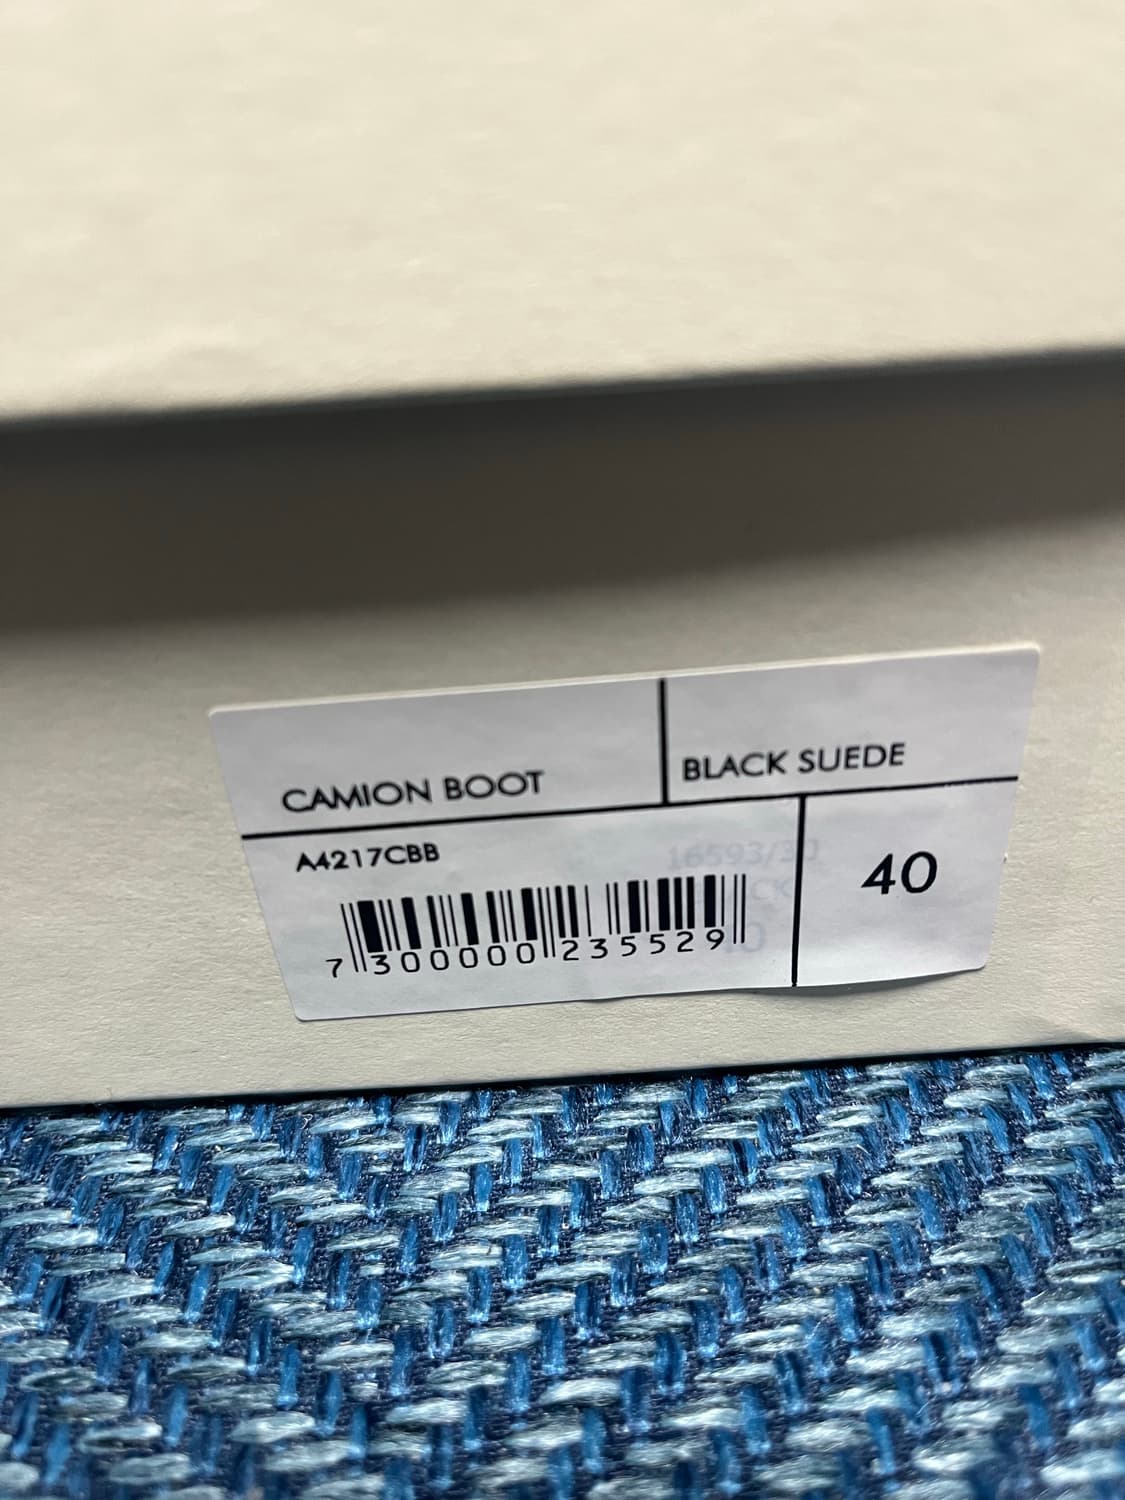 CAMION BOOT
BLACK SUEDE
A4217CBB
40
7 300000 235529